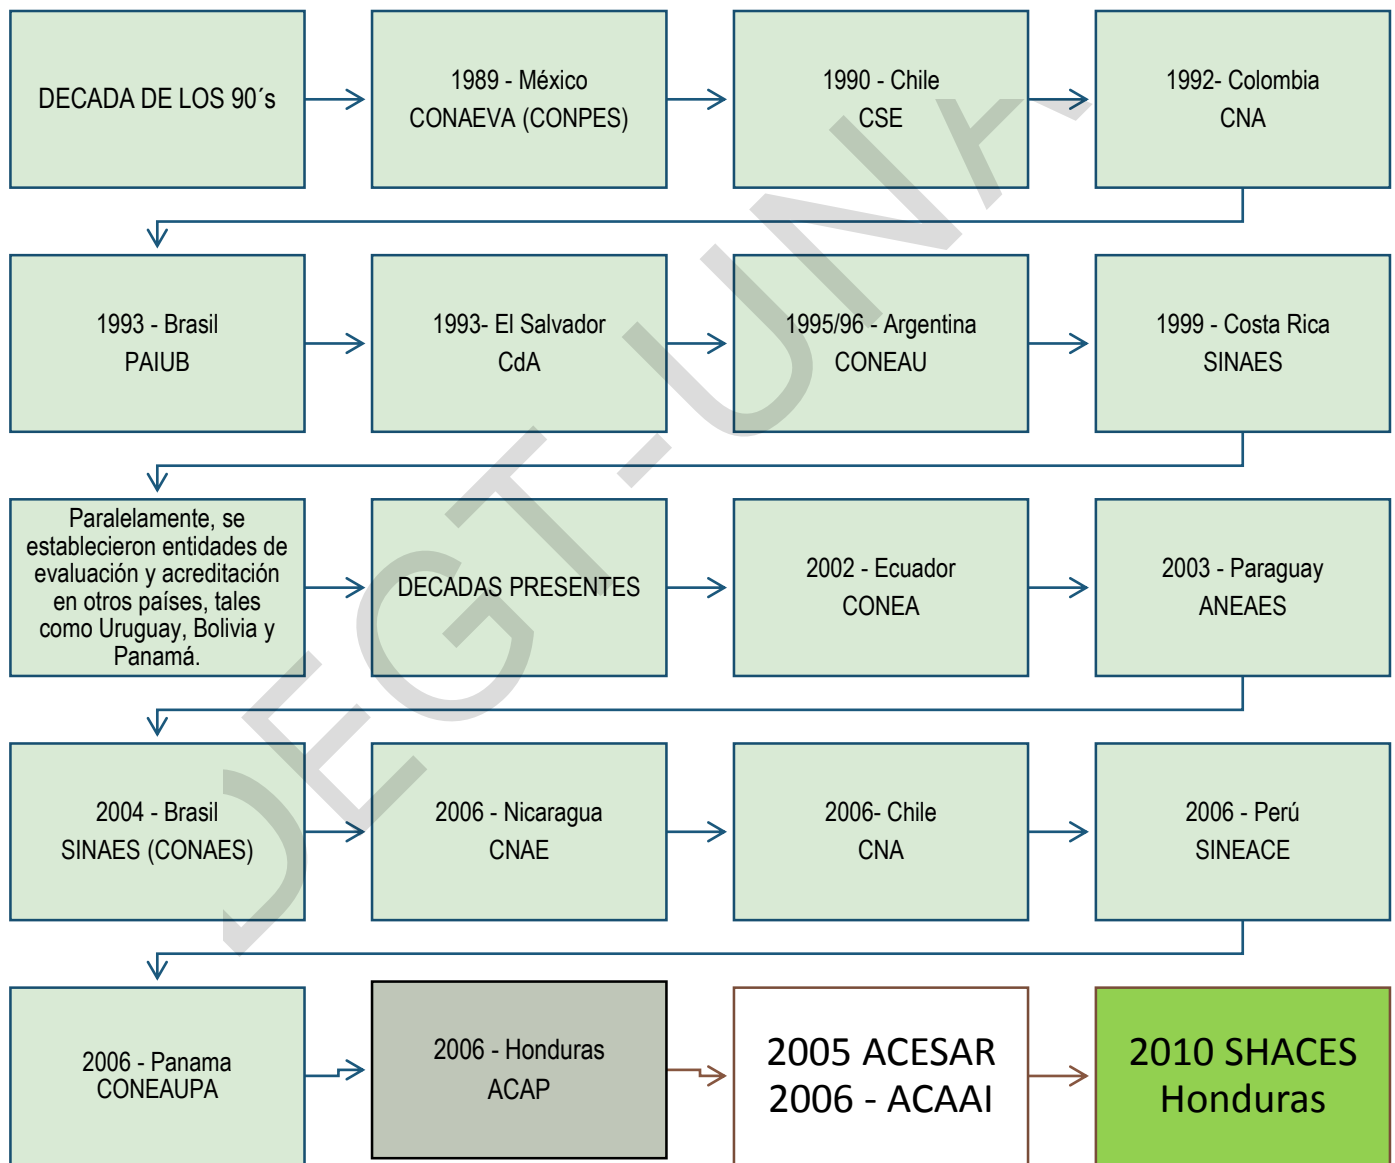 DECADA DE LOS 90´s
1989 - México
CONAEVA (CONPES)
1990 - Chile
CSE
1992- Colombia
CNA
1993 - Brasil
PAIUB
1993- El Salvador
CdA
1995/96 - Argentina
CONEAU
1999 - Costa Rica
SINAES
Paralelamente, se
establecieron entidades de
evaluación y acreditación
en otros países, tales
como Uruguay, Bolivia y
Panamá.
DECADAS PRESENTES
2002 - Ecuador
CONEA
2003 - Paraguay
ANEAES
2004 - Brasil
SINAES (CONAES)
2006 - Nicaragua
CNAE
2006- Chile
CNA
2006 - Perú
SINEACE
2006 - Panama
CONEAUPA
2006 - Honduras
ACAP
2005 ACESAR
2006 - ACAAI
2010 SHACES
Honduras